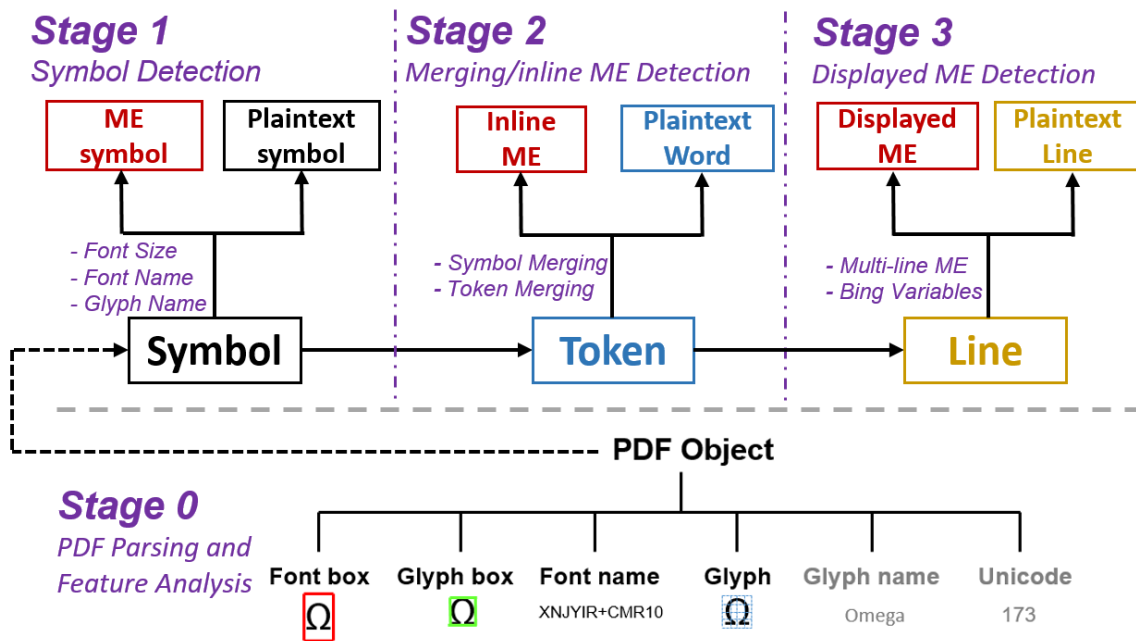 Stage 1
Symbol Detection
ME
symbol
Plaintext
symbol
- Font Size
- Font Name
- Glyph Name
Symbol
Stage 2
Merging/inline ME Detection
Inline
ME
Plaintext
Word
- Symbol Merging
- Token Merging
Token
Stage 3
Displayed ME Detection
Displayed
ME
Plaintext
Line
- Multi-line ME
- Bing Variables
Line
PDF Object
Stage 0
PDF Parsing and
Feature Analysis
Font box
Ω
Glyph box
Ω
Font name
XNJYIR+CMR10
Glyph
Ω
Glyph name
Omega
Unicode
173